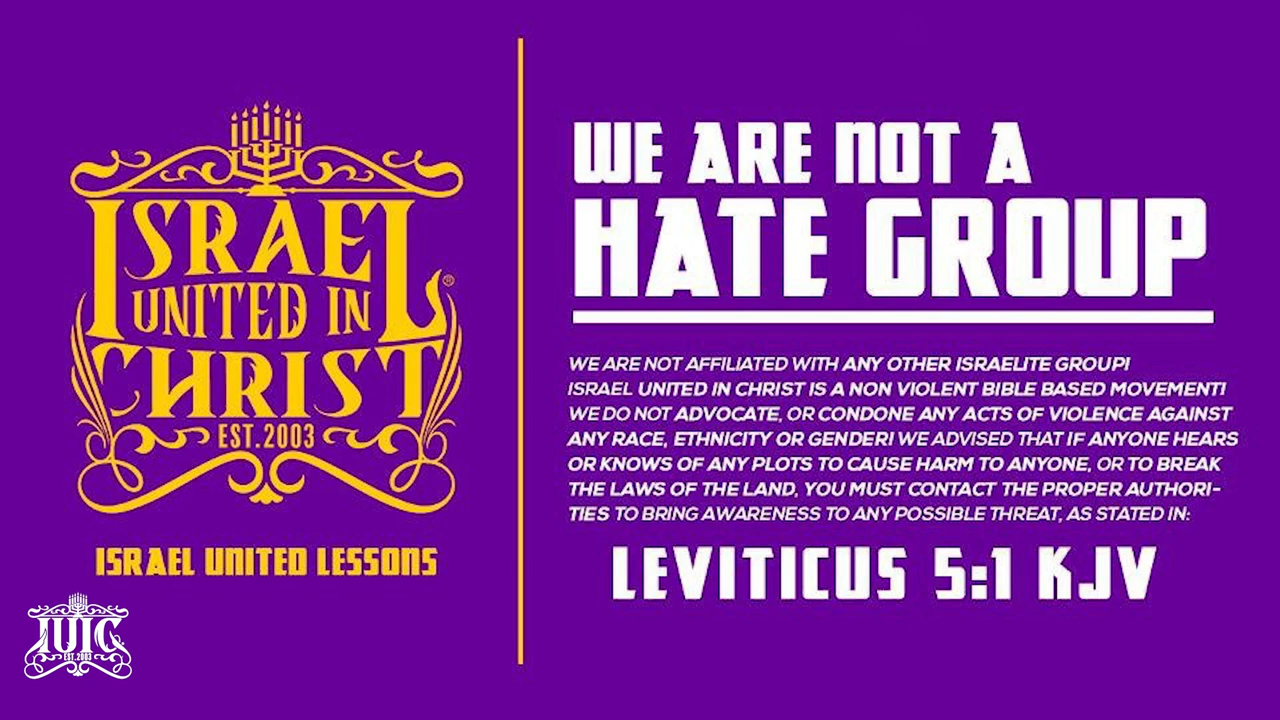 ISRAEL
UNITED IN
CHRIST
®
EST.2003
ISRAEL UNITED LESSONS
IUIC
EST.2003
WE ARE NOT A
HATE GROUP
WE ARE NOT AFFILIATED WITH ANY OTHER ISRAELITE GROUP!
ISRAEL UNITED IN CHRIST IS A NON VIOLENT BIBLE BASED MOVEMENT!
WE DO NOT ADVOCATE, OR CONDONE ANY ACTS OF VIOLENCE AGAINST
ANY RACE, ETHNICITY OR GENDER! WE ADVISED THAT IF ANYONE HEARS
OR KNOWS OF ANY PLOTS TO CAUSE HARM TO ANYONE, OR TO BREAK
THE LAWS OF THE LAND, YOU MUST CONTACT THE PROPER AUTHORI-
TIES TO BRING AWARENESS TO ANY POSSIBLE THREAT, AS STATED IN:
LEVITICUS 5:1 KJV